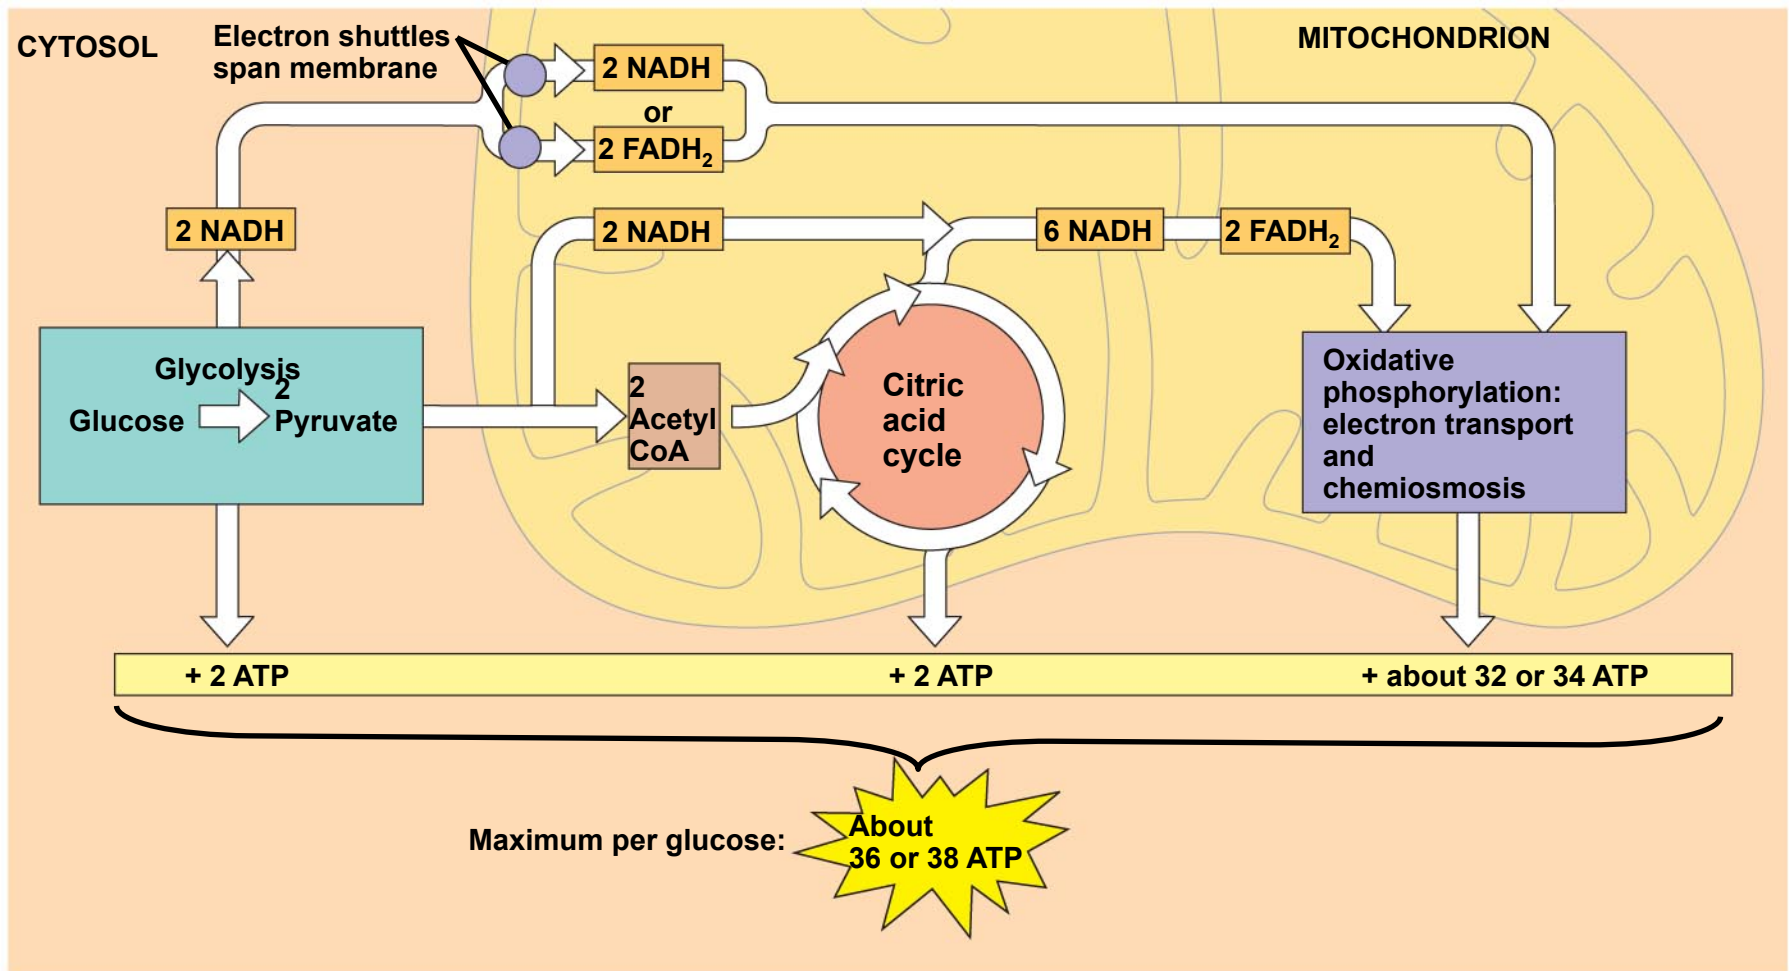 CYTOSOL
Electron shuttles
span membrane
MITOCHONDRION
2 NADH
or
2 FADH₂
2 NADH
2 NADH
6 NADH
2 FADH₂
Glycolysis
Glucose
2
Pyruvate
2
Acetyl
CoA
Citric
acid
cycle
Oxidative
phosphorylation:
electron transport
and
chemiosmosis
+ 2 ATP
+ 2 ATP
+ about 32 or 34 ATP
Maximum per glucose:
About
36 or 38 ATP